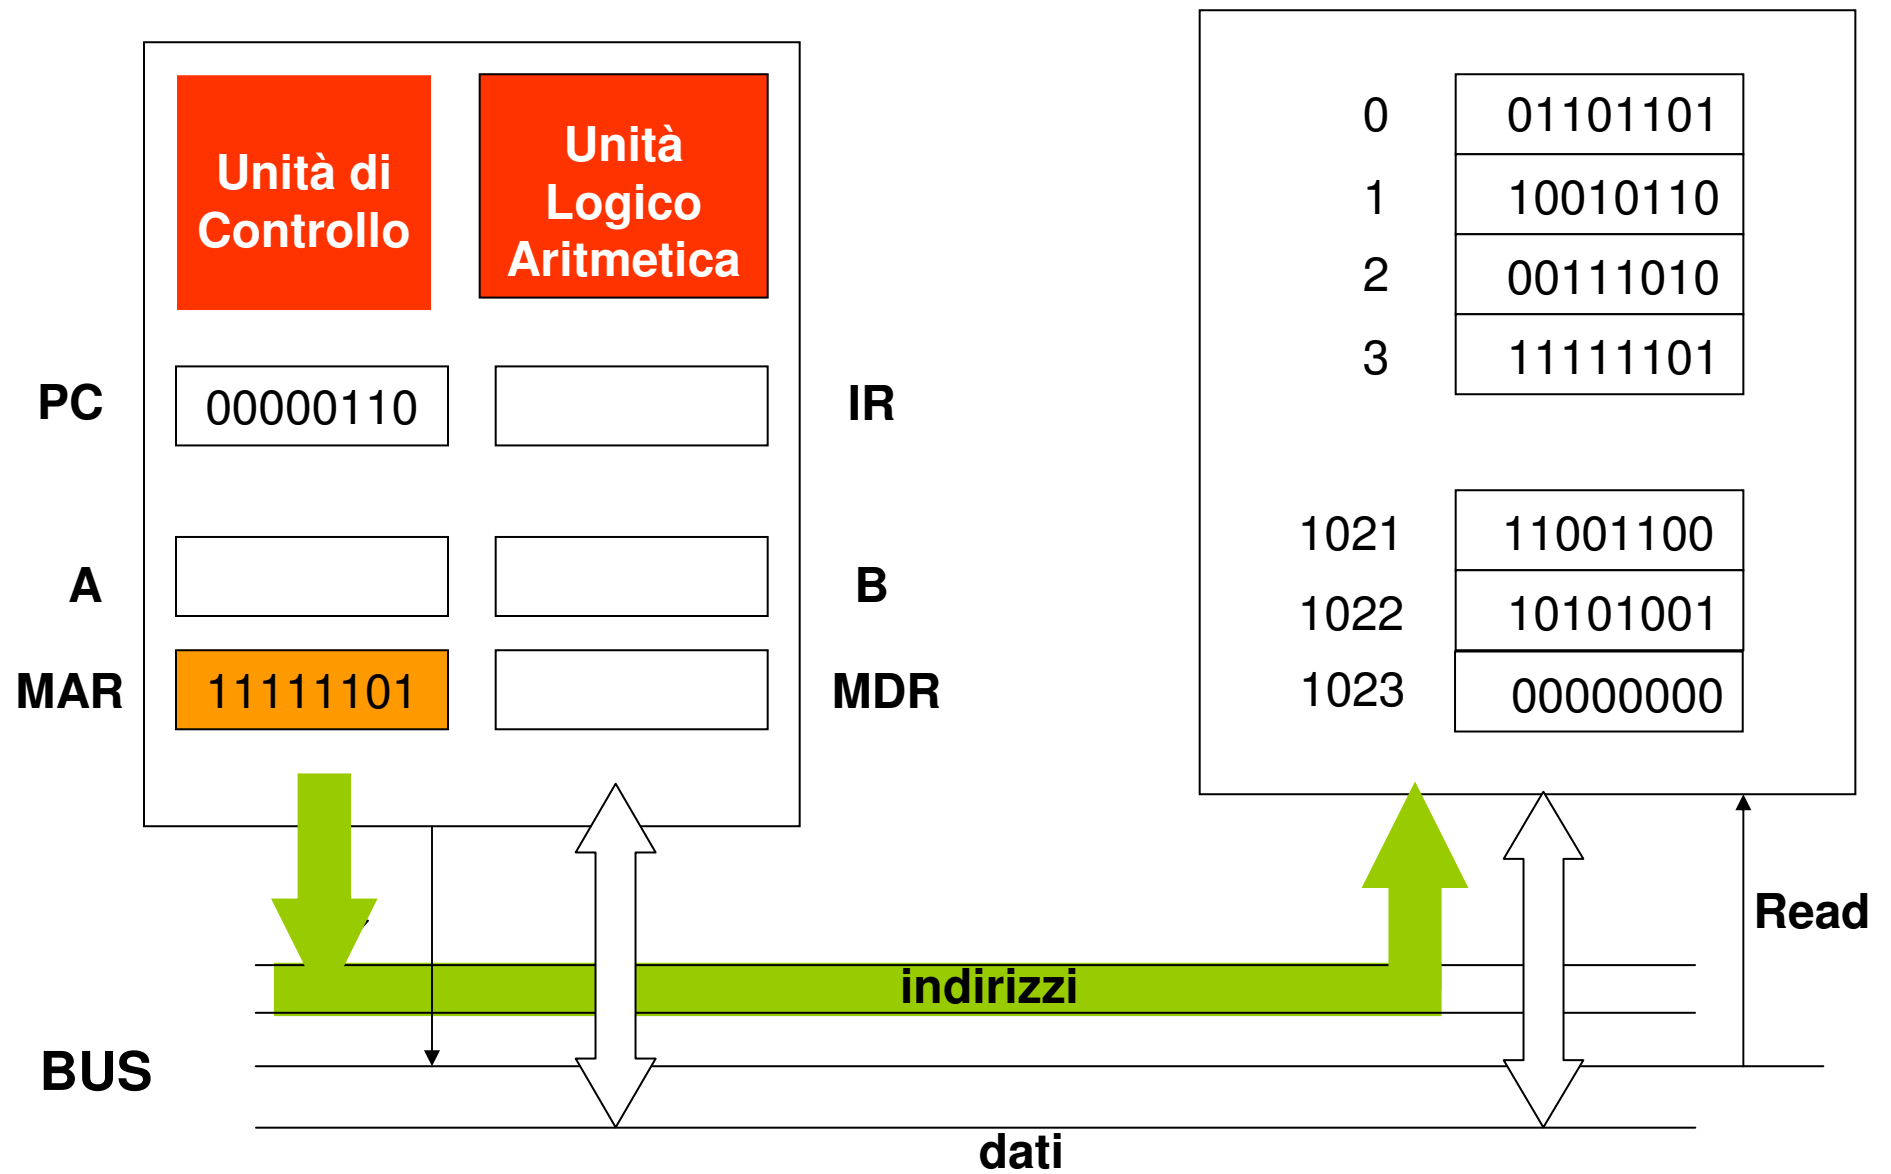 Unità di
Controllo
Unità
Logico
Aritmetica
PC
00000110
IR
A
B
MAR
11111101
MDR
0
01101101
1
10010110
2
00111010
3
11111101
1021
11001100
1022
10101001
1023
00000000
Read
indirizzi
BUS
dati